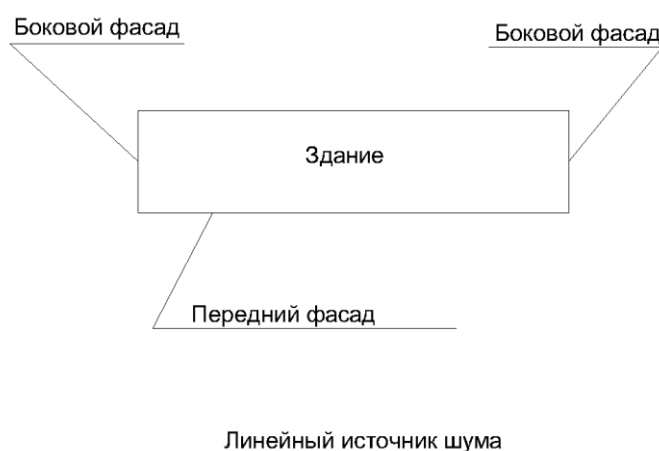 Боковой фасад
Боковой фасад
Здание
Передний фасад
Линейный источник шума